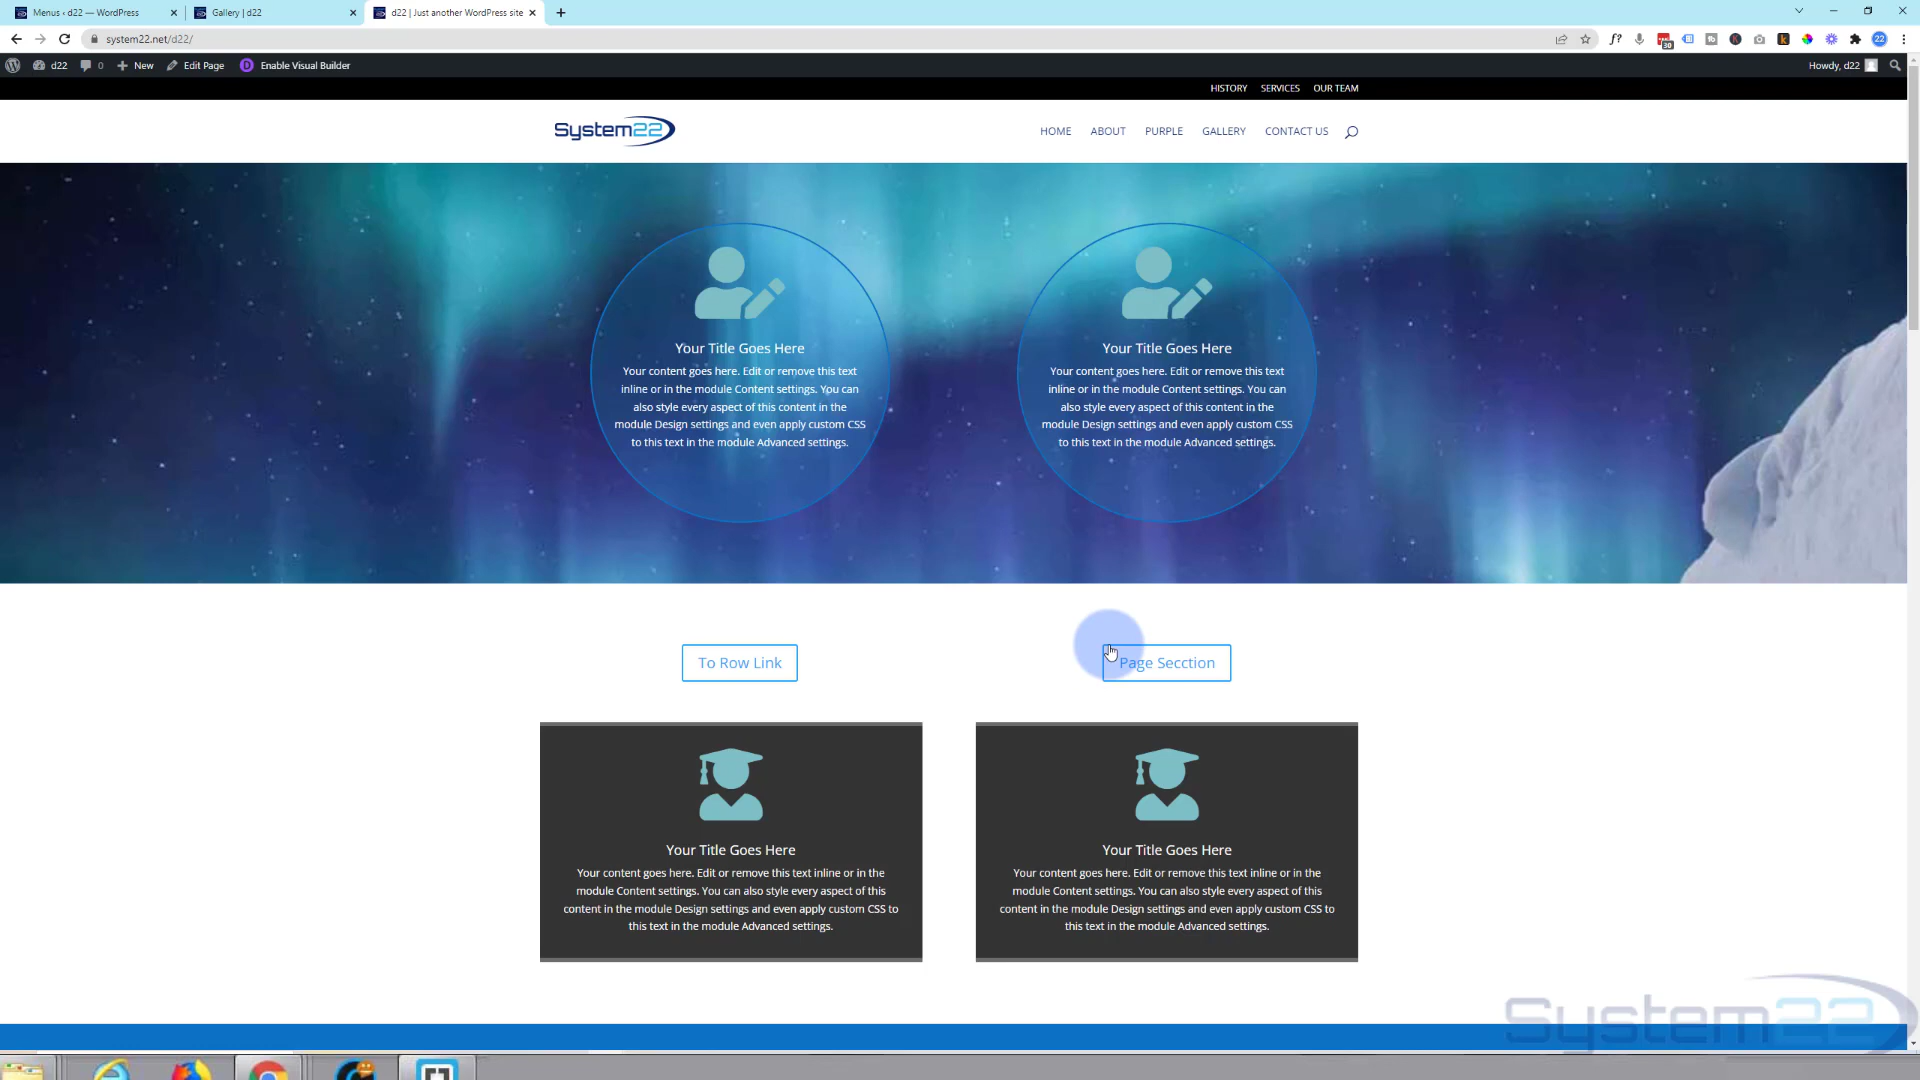 Menus ‹ d22 — WordPress
Gallery | d22
d22 | Just another WordPress site
system22.net/d22/
f?
30
22
d22
0
New
Edit Page
D
Enable Visual Builder
Howdy, d22
HISTORY
SERVICES
OUR TEAM
System22
HOME
ABOUT
PURPLE
GALLERY
CONTACT US
Your Title Goes Here
Your content goes here. Edit or remove this text
inline or in the module Content settings. You can
also style every aspect of this content in the
module Design settings and even apply custom CSS
to this text in the module Advanced settings.
Your Title Goes Here
Your content goes here. Edit or remove this text
inline or in the module Content settings. You can
also style every aspect of this content in the
module Design settings and even apply custom CSS
to this text in the module Advanced settings.
To Row Link
Page Secction
Your Title Goes Here
Your content goes here. Edit or remove this text inline or in the
module Content settings. You can also style every aspect of this
content in the module Design settings and even apply custom CSS to
this text in the module Advanced settings.
Your Title Goes Here
Your content goes here. Edit or remove this text inline or in the
module Content settings. You can also style every aspect of this
content in the module Design settings and even apply custom CSS to
this text in the module Advanced settings.
System22